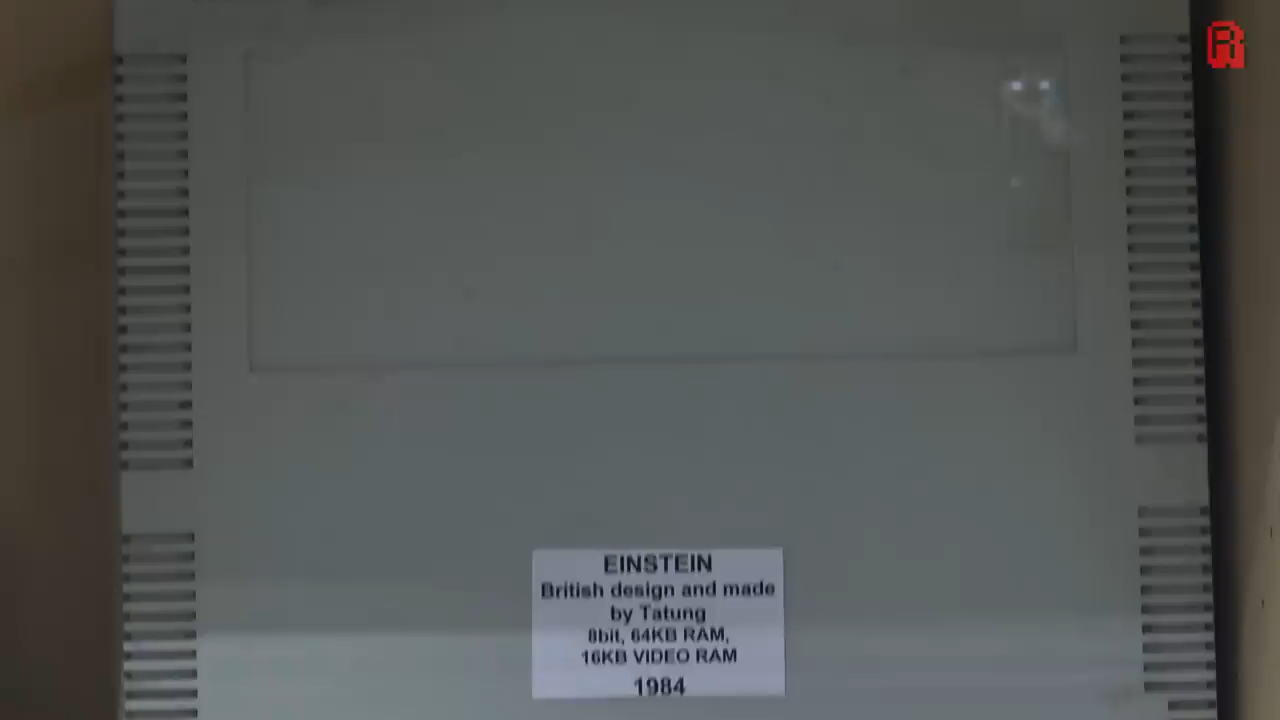 EINSTEIN
British design and made
by Tatung
8bit, 64KB RAM,
16KB VIDEO RAM
1984